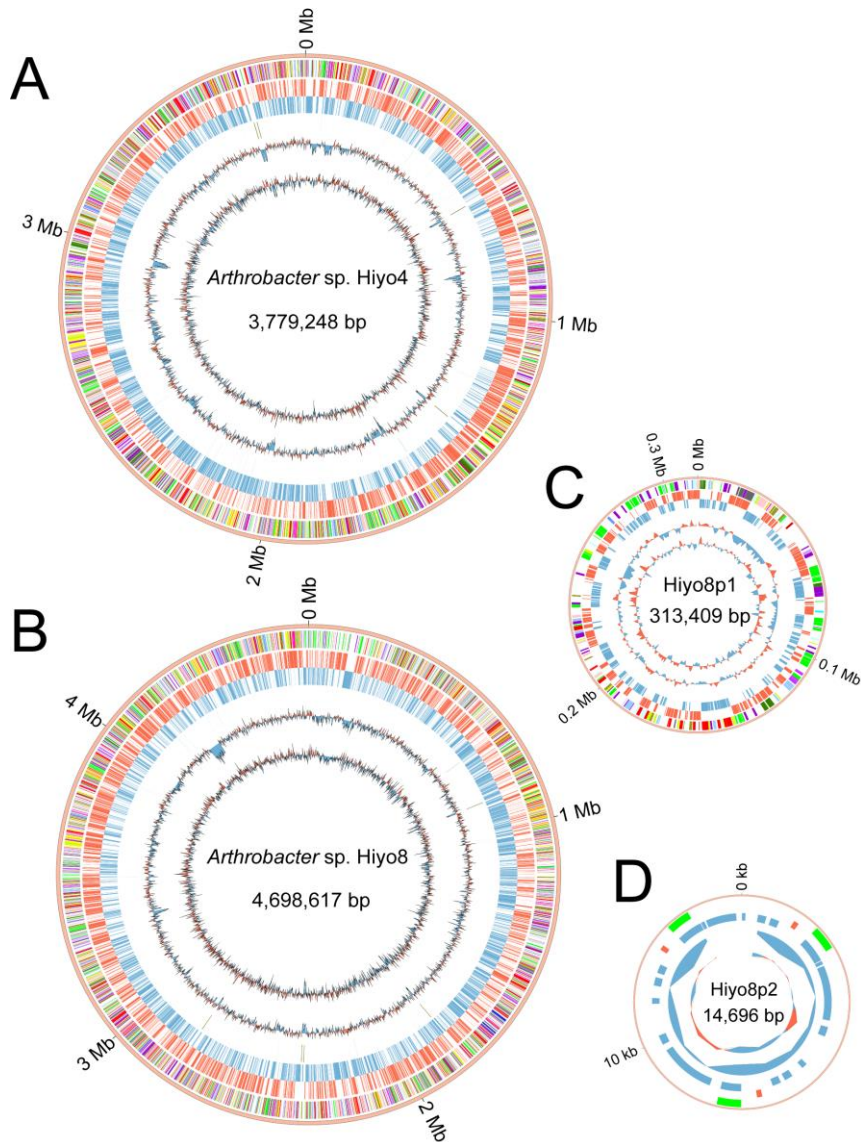 A
0 Mb
1 Mb
2 Mb
3 Mb
Arthrobacter sp. Hiyo4
3,779,248 bp
B
0 Mb
1 Mb
2 Mb
3 Mb
4 Mb
Arthrobacter sp. Hiyo8
4,698,617 bp
C
0 Mb
0.1 Mb
0.2 Mb
0.3 Mb
Hiyo8p1
313,409 bp
D
0 kb
10 kb
Hiyo8p2
14,696 bp